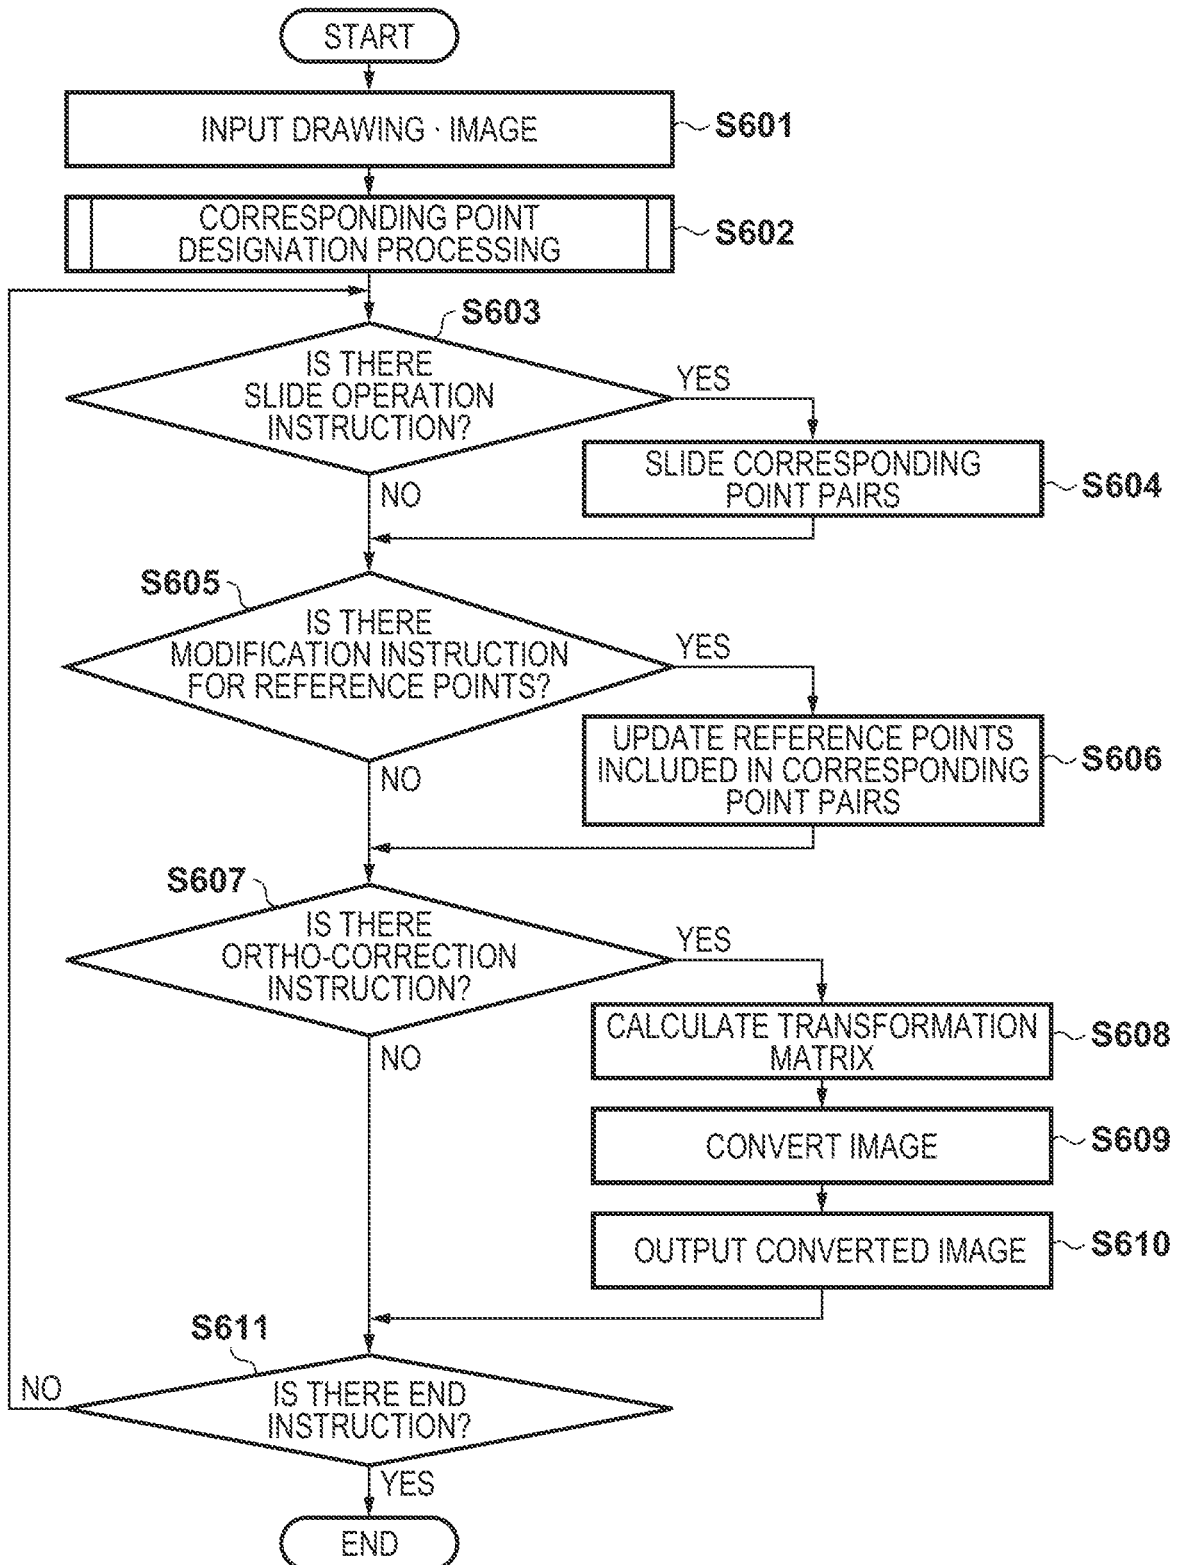 START
INPUT DRAWING · IMAGE
S601
CORRESPONDING POINT
DESIGNATION PROCESSING
S602
S603
IS THERE
SLIDE OPERATION
INSTRUCTION?
YES
NO
SLIDE CORRESPONDING
POINT PAIRS
S604
S605
IS THERE
MODIFICATION INSTRUCTION
FOR REFERENCE POINTS?
YES
NO
UPDATE REFERENCE POINTS
INCLUDED IN CORRESPONDING
POINT PAIRS
S606
S607
IS THERE
ORTHO-CORRECTION
INSTRUCTION?
YES
NO
CALCULATE TRANSFORMATION
MATRIX
S608
CONVERT IMAGE
S609
OUTPUT CONVERTED IMAGE
S610
S611
IS THERE END
INSTRUCTION?
NO
YES
END